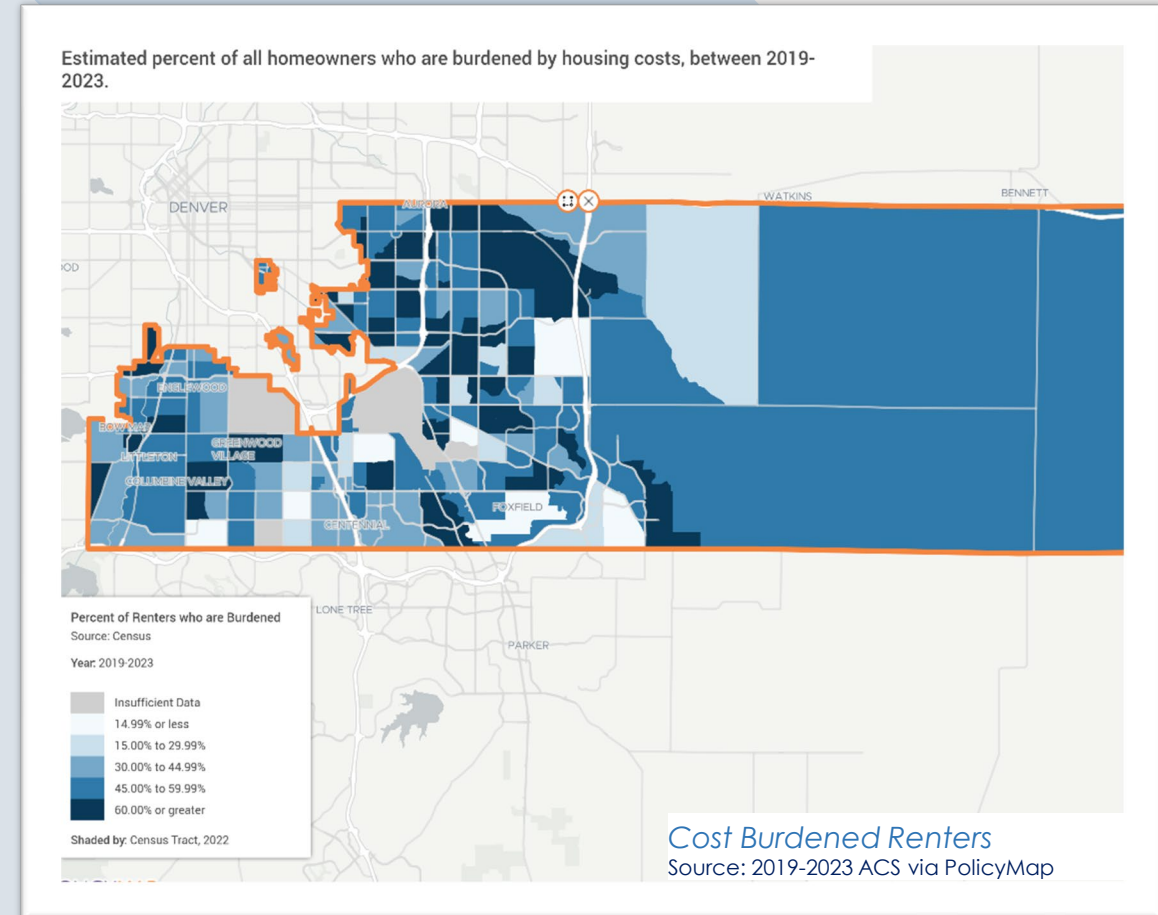 Estimated percent of all homeowners who are burdened by housing costs, between 2019-
2023.
DENVER
AURORA
WATKINS
BENNETT
OOD
ENGLEWOOD
BOW MAR
GREENWOOD
VILLAGE
LITTLETON
COLUMBINE VALLEY
FOXFIELD
CENTENNIAL
LONE TREE
PARKER
Percent of Renters who are Burdened
Source: Census
Year: 2019-2023
Insufficient Data
14.99% or less
15.00% to 29.99%
30.00% to 44.99%
45.00% to 59.99%
60.00% or greater
Shaded by: Census Tract, 2022
Cost Burdened Renters
Source: 2019-2023 ACS via PolicyMap